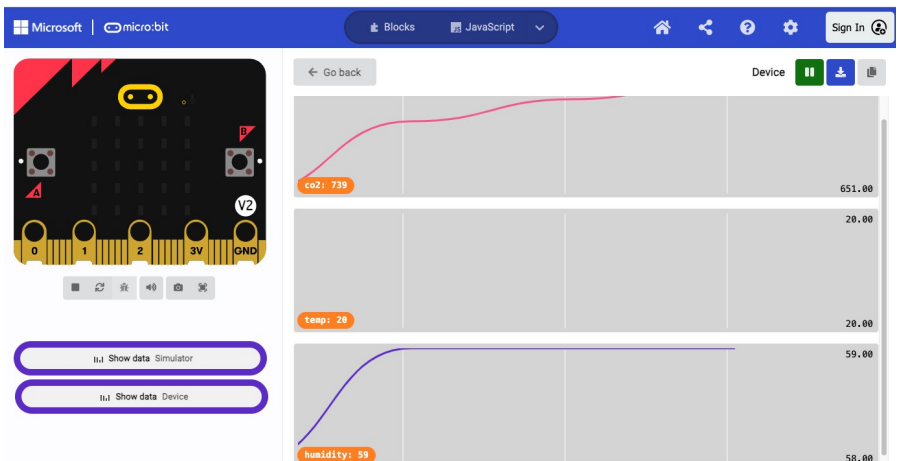 Microsoft | micro:bit
Blocks
JavaScript
Sign In
Go back
Device
B
A
V2
0 1 2 3V GND
Show data Simulator
Show data Device
co2: 739
651.00
20.00
temp: 20
20.00
59.00
humidity: 59
58.00